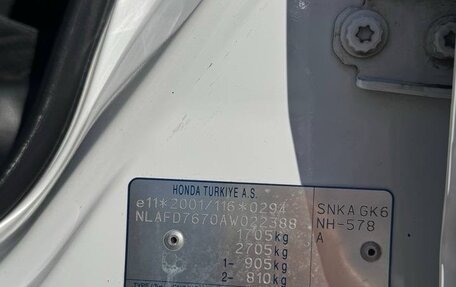 HONDA TURKIYE A.S.
e11*2001/116*0294
NLAFD7670AW022388
1705kg
2705kg
1- 905kg
2- 810kg
SNKA GK6
NH-578
A